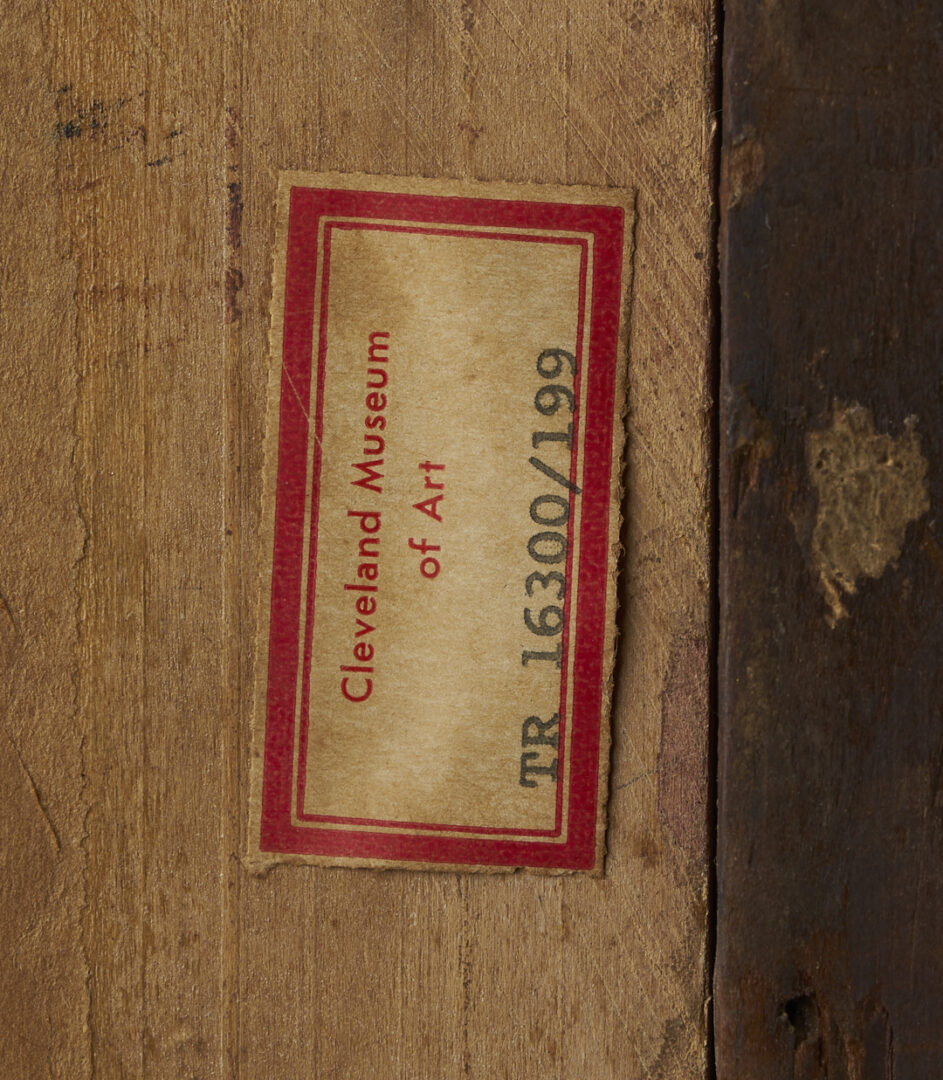 Cleveland Museum
of Art
TR 16300/199